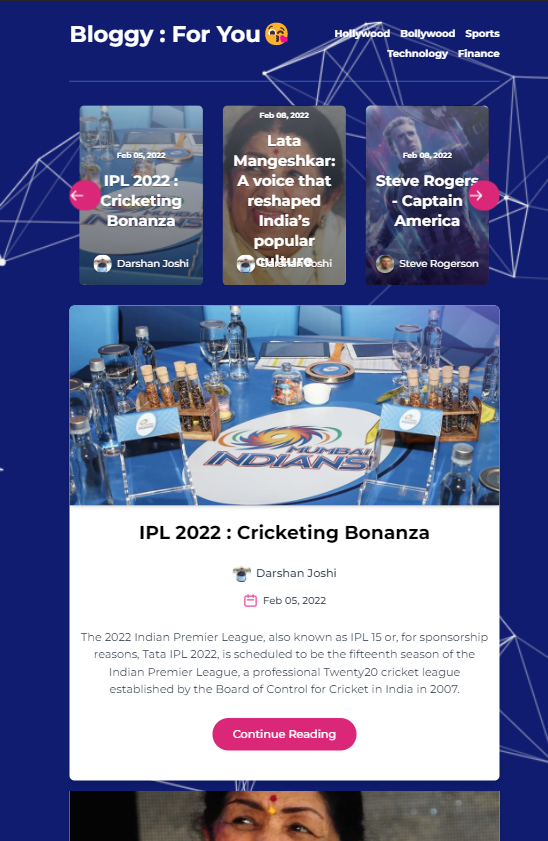 Bloggy : For You😘
Hollywood Bollywood Sports
Technology Finance
Feb 05, 2022
IPL 2022 :
Cricketing
Bonanza
Darshan Joshi
Feb 08, 2022
Lata
Mangeshkar:
A voice that
reshaped
India's
popular
culture
Darshan Joshi
Feb 08, 2022
Steve Rogers
- Captain
America
Steve Rogerson
MUMBAI
INDIANS
IPL 2022 : Cricketing Bonanza
Darshan Joshi
Feb 05, 2022
The 2022 Indian Premier League, also known as IPL 15 or, for sponsorship
reasons, Tata IPL 2022, is scheduled to be the fifteenth season of the
Indian Premier League, a professional Twenty20 cricket league
established by the Board of Control for Cricket in India in 2007.
Continue Reading